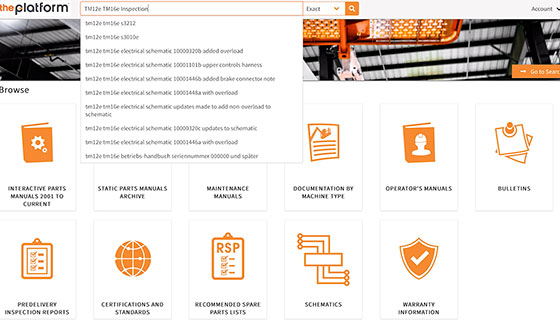 theplatform
TM12e TM16e Inspection
Exact
Account
tm12e tm16e s3212
tm12e tm16e s3010e
tm12e tm16e electrical schematic 10000320b added overload
tm12e tm16e electrical schematic 10001101b upper controls harness
tm12e tm16e electrical schematic 10001446b added brake connector note
tm12e tm16e electrical schematic 10001448a with overload
tm12e tm16e electrical schematic updates made to add non-overload to
schematic
tm12e tm16e electrical schematic 10000320c updates to schematic
tm12e tm16e electrical schematic 10001446a with overload
tm12e tm16e betriebs-handbuch seriennummer 000000 und später
Go to Sear
Browse
INTERACTIVE PARTS
MANUALS 2001 TO
CURRENT
STATIC PARTS MANUALS
ARCHIVE
MAINTENANCE
MANUALS
DOCUMENTATION BY
MACHINE TYPE
OPERATOR'S MANUALS
BULLETINS
PREDELIVERY
INSPECTION REPORTS
CERTIFICATIONS AND
STANDARDS
RSP
RECOMMENDED SPARE
PARTS LISTS
SCHEMATICS
WARRANTY
INFORMATION